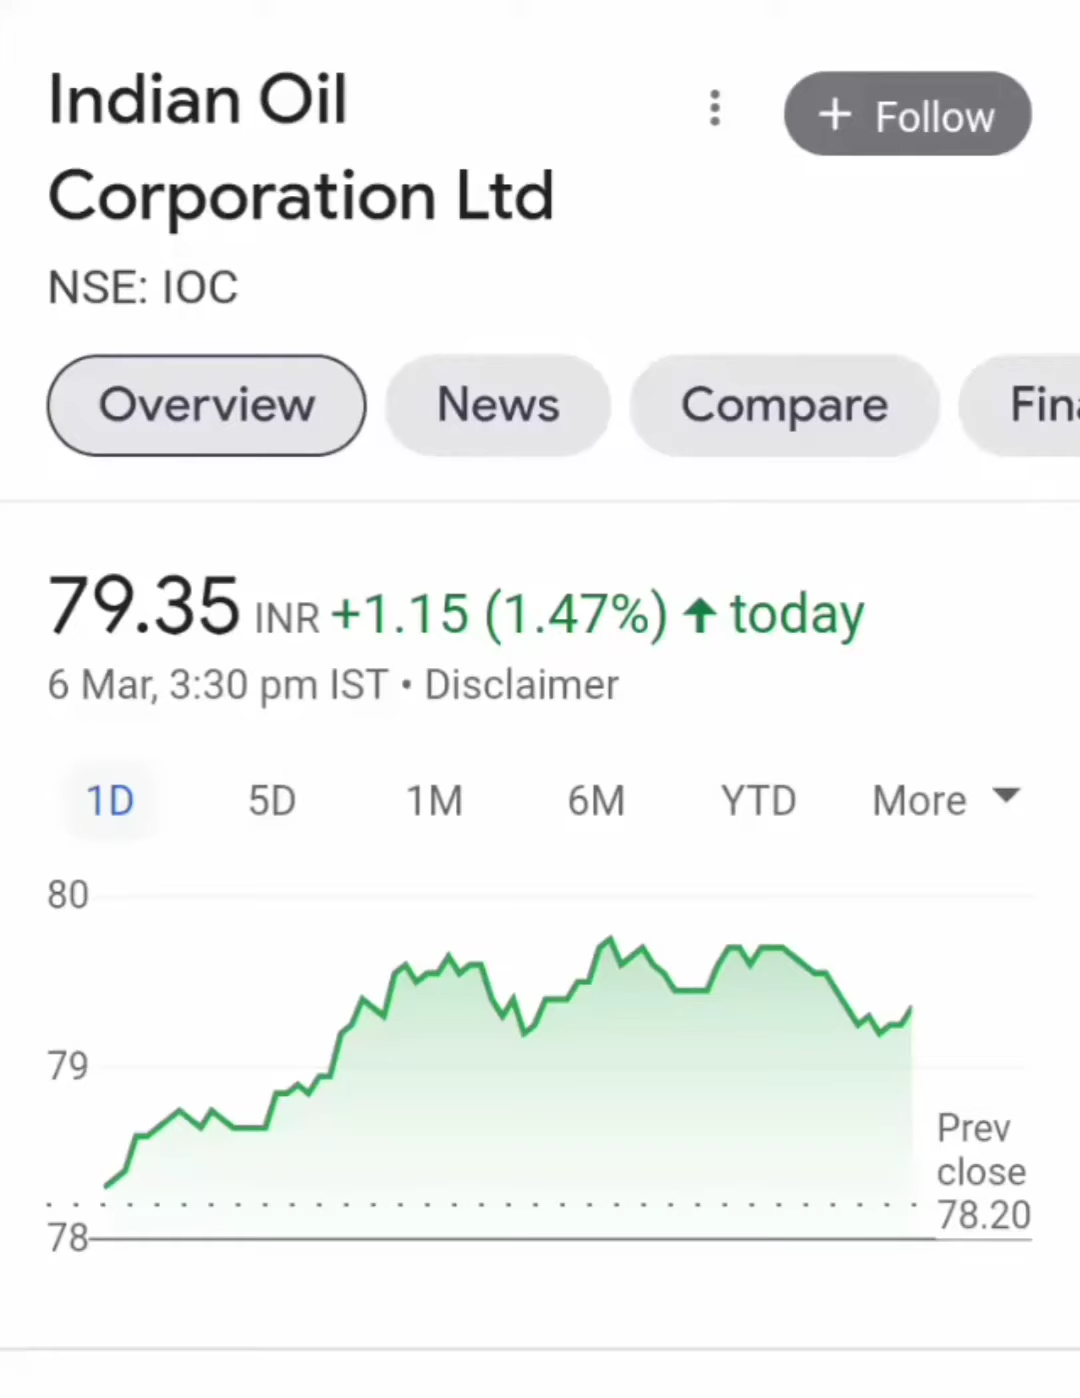 Indian Oil
Corporation Ltd
+ Follow
NSE: IOC
Overview News Compare Fina
79.35 INR +1.15 (1.47%) ↑ today
6 Mar, 3:30 pm IST • Disclaimer
1D 5D 1M 6M YTD More
80
79
78
Prev
close
78.20